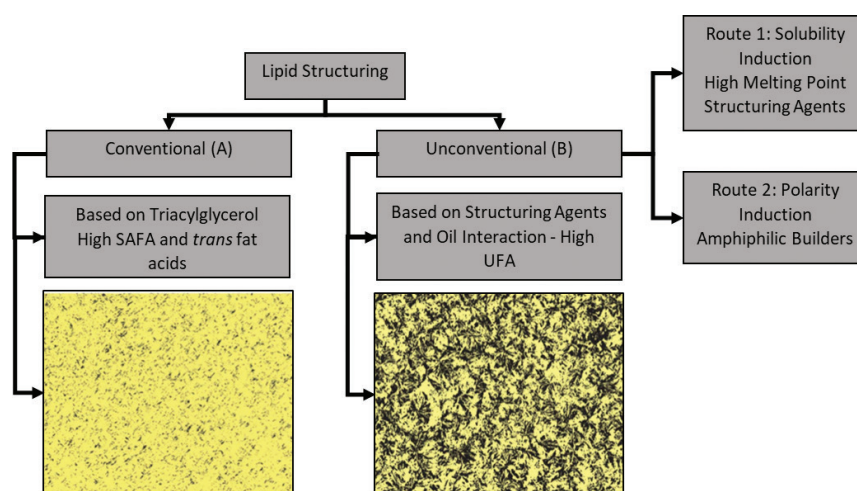 Lipid Structuring
Conventional (A)
Based on Triacylglycerol
High SAFA and trans fat
acids
Unconventional (B)
Based on Structuring Agents
and Oil Interaction - High
UFA
Route 1: Solubility
Induction
High Melting Point
Structuring Agents
Route 2: Polarity
Induction
Amphiphilic Builders